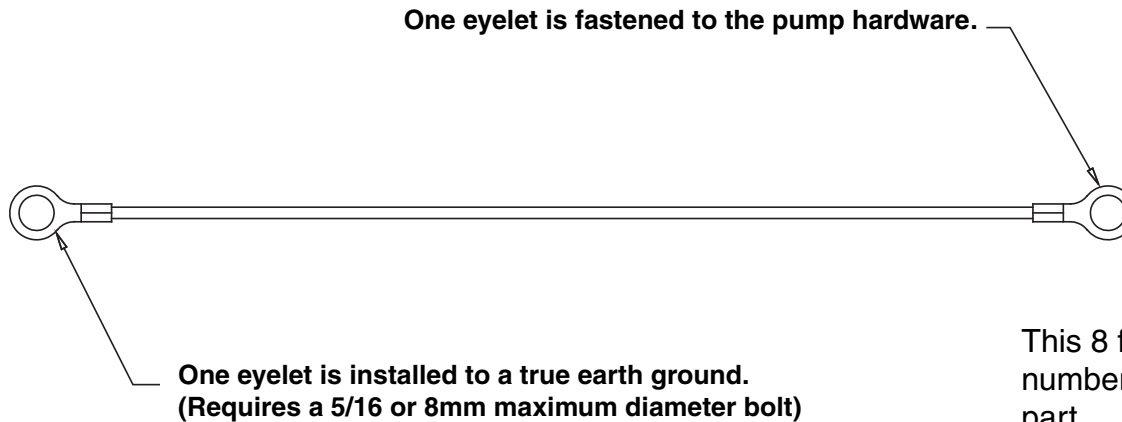 One eyelet is fastened to the pump hardware.
One eyelet is installed to a true earth ground.
(Requires a 5/16 or 8mm maximum diameter bolt)
This 8
number
part